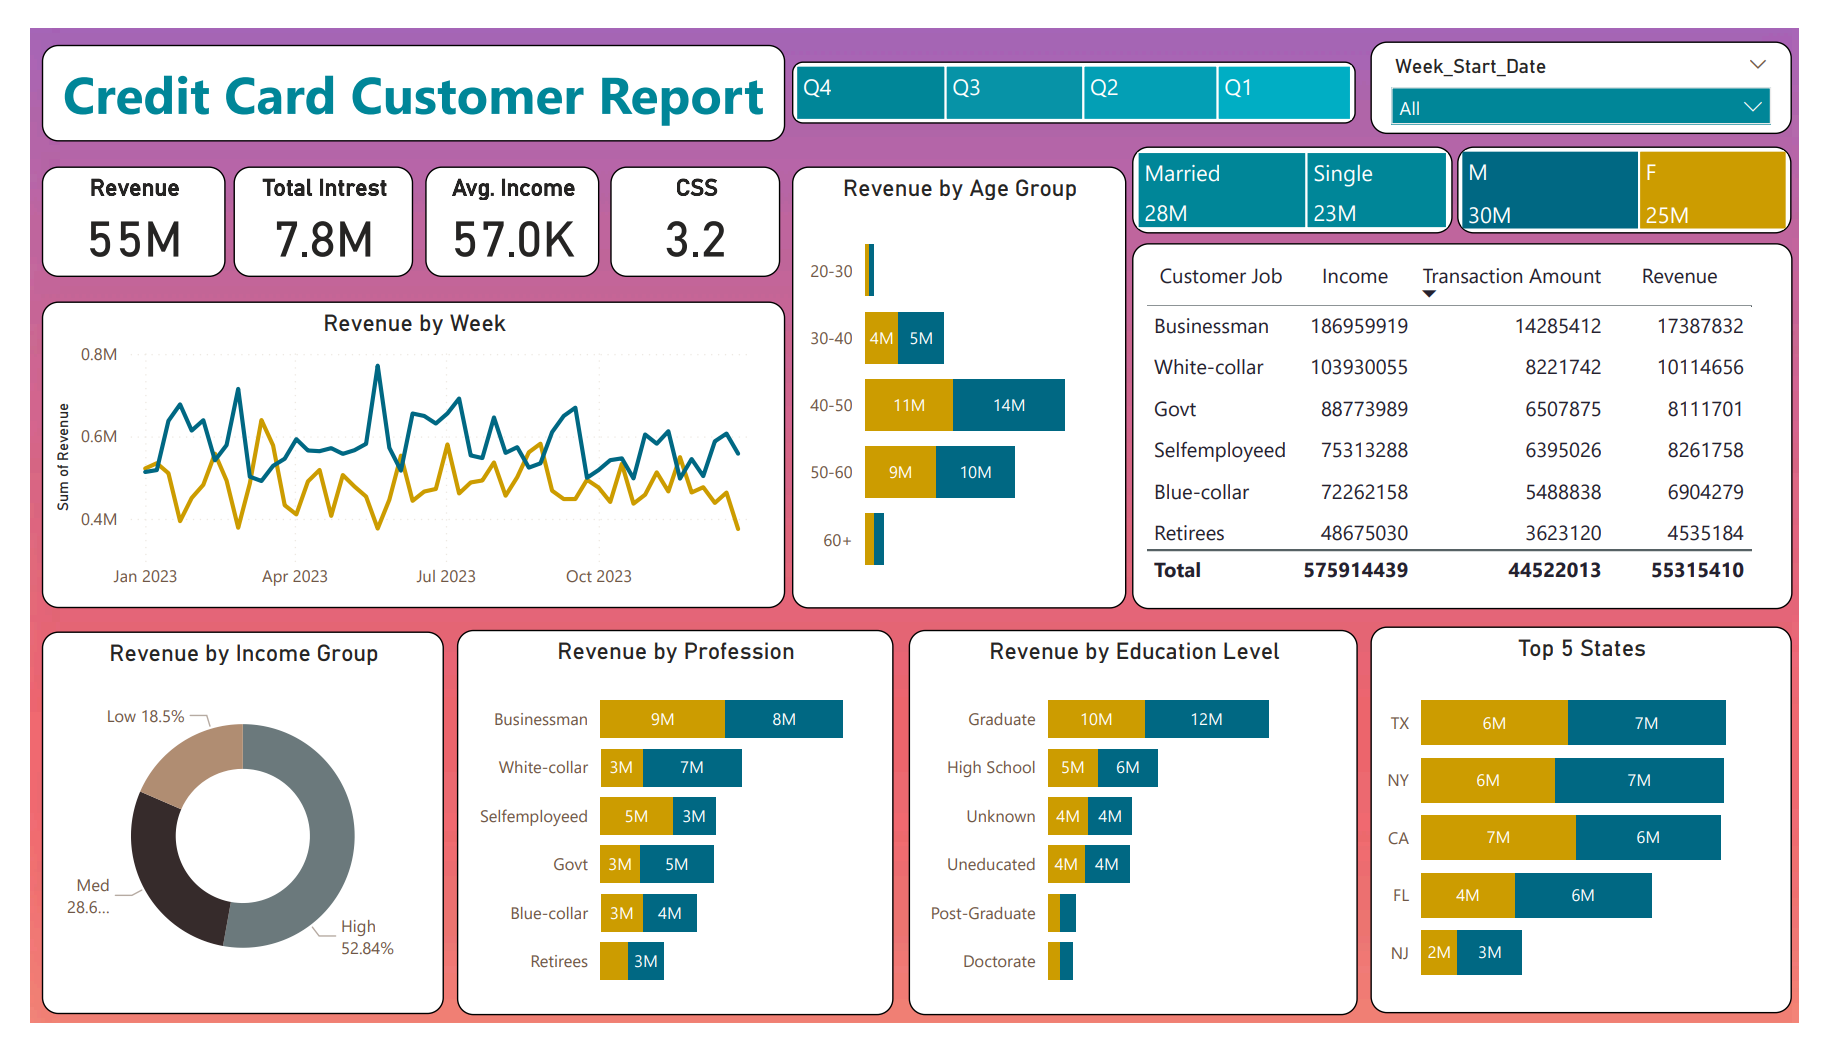 Credit Card Customer Report
Q4 Q3 Q2 Q1
Week_Start_Date
All
Revenue
55M
Total Intrest
7.8M
Avg. Income
57.0K
CSS
3.2
Married
28M
Single
23M
M
30M
F
25M
Revenue by Week
Sum of Revenue
0.8M
0.6M
0.4M
Jan 2023 Apr 2023 Jul 2023 Oct 2023
Revenue by Age Group
20-30
30-40 4M 5M
40-50 11M 14M
50-60 9M 10M
60+
Customer Job Income Transaction Amount Revenue
Businessman 186959919 14285412 17387832
White-collar 103930055 8221742 10114656
Govt 88773989 6507875 8111701
Selfemployeed 75313288 6395026 8261758
Blue-collar 72262158 5488838 6904279
Retirees 48675030 3623120 4535184
Total 575914439 44522013 55315410
Revenue by Income Group
Low 18.5%
Med
28.6...
High
52.84%
Revenue by Profession
Businessman 9M 8M
White-collar 3M 7M
Selfemployeed 5M 3M
Govt 3M 5M
Blue-collar 3M 4M
Retirees 3M
Revenue by Education Level
Graduate 10M 12M
High School 5M 6M
Unknown 4M 4M
Uneducated 4M 4M
Post-Graduate
Doctorate
Top 5 States
TX 6M 7M
NY 6M 7M
CA 7M 6M
FL 4M 6M
NJ 2M 3M